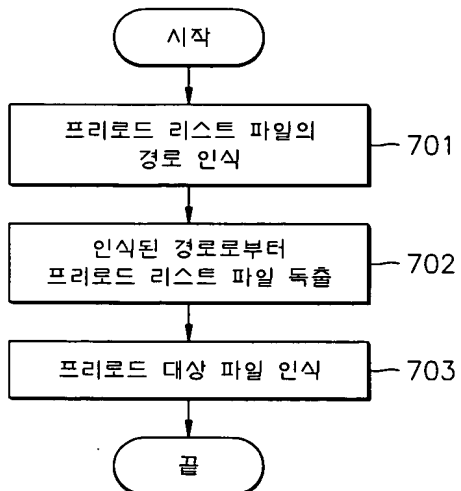 시작
프리로드 리스트 파일의
경로 인식
701
인식된 경로로부터
프리로드 리스트 파일 독출
702
프리로드 대상 파일 인식
703
끝